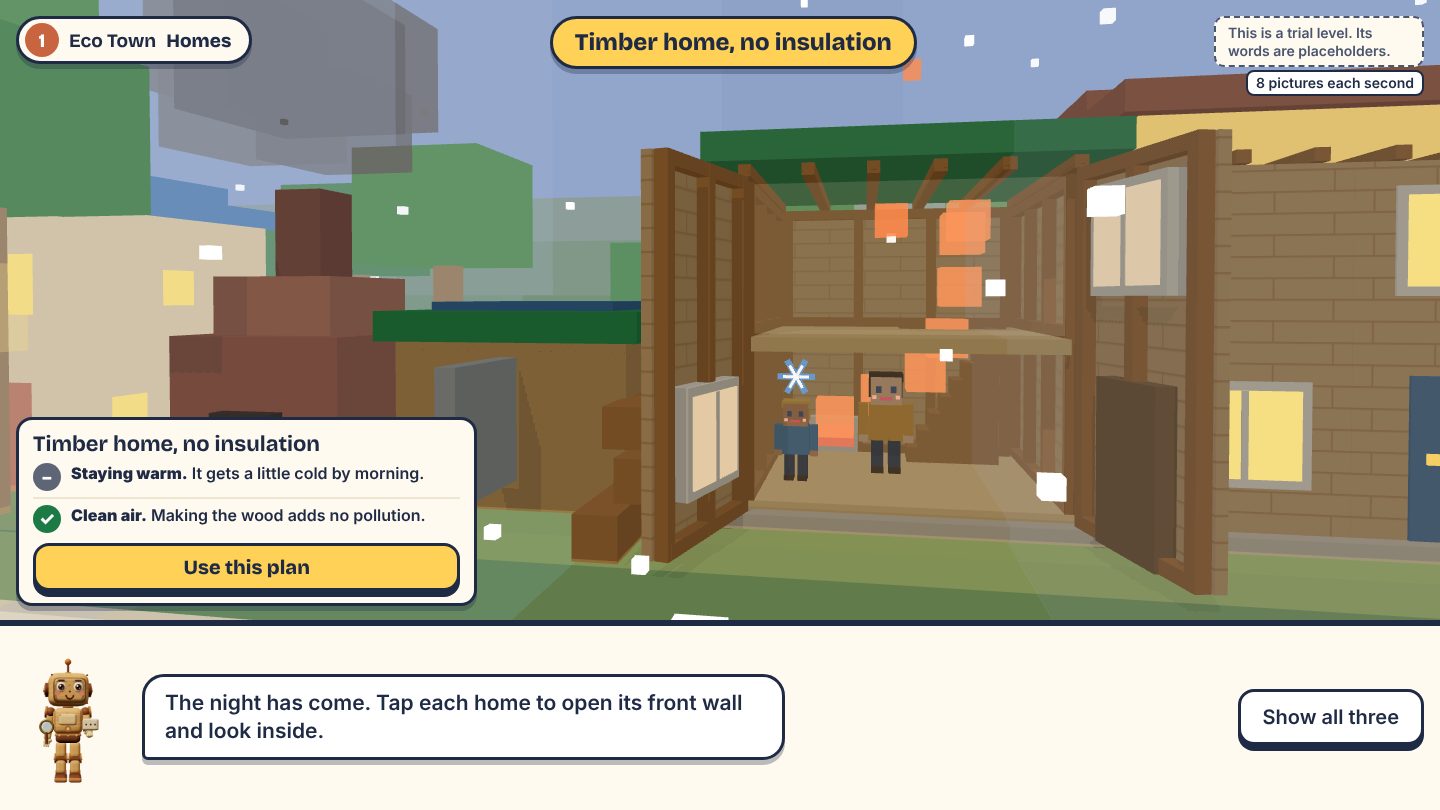 1 Eco Town Homes
Timber home, no insulation
This is a trial level. Its
words are placeholders.
8 pictures each second
Timber home, no insulation
Staying warm. It gets a little cold by morning.
Clean air. Making the wood adds no pollution.
Use this plan
The night has come. Tap each home to open its front wall
and look inside.
Show all three